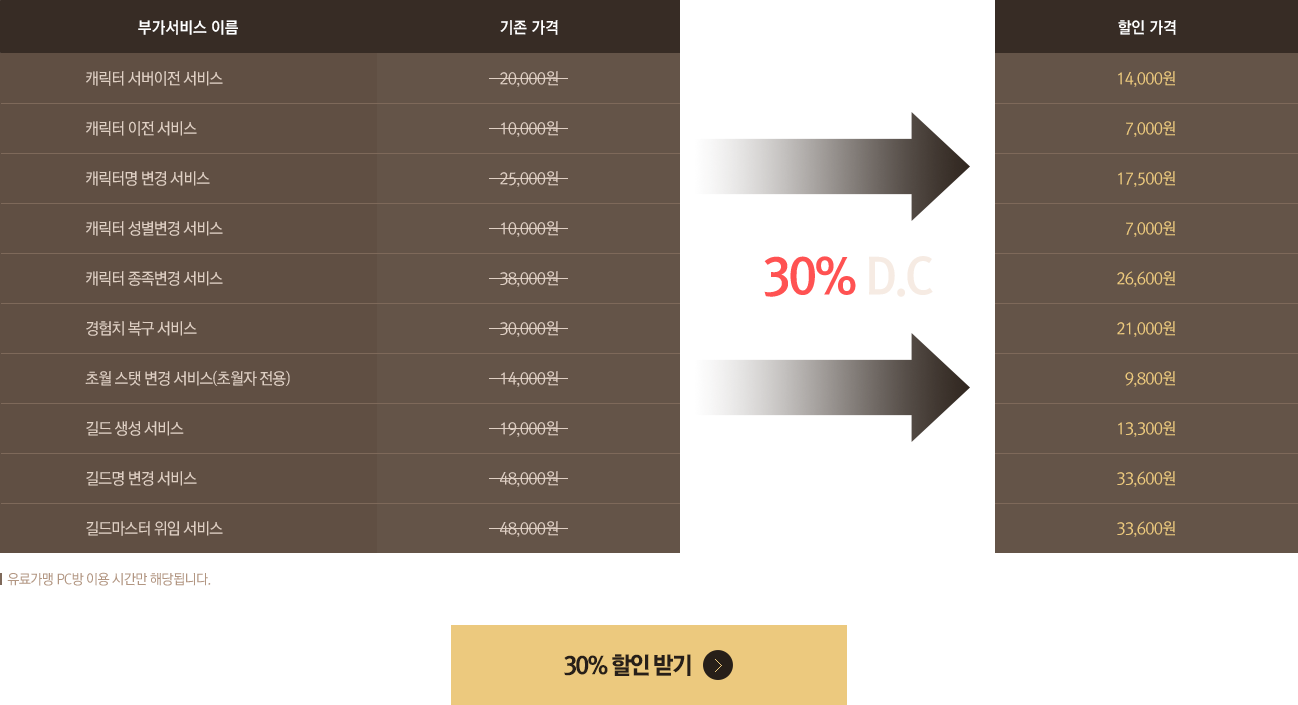 부가서비스 이름 기존 가격 할인 가격
캐릭터 서버이전 서비스 20,000원 14,000원
캐릭터 이전 서비스 10,000원 7,000원
캐릭터명 변경 서비스 25,000원 17,500원
캐릭터 성별변경 서비스 10,000원 7,000원
30% D.C
캐릭터 종족변경 서비스 38,000원 26,600원
경험치 복구 서비스 30,000원 21,000원
초월 스탯 변경 서비스(초월자 전용) 14,000원 9,800원
길드 생성 서비스 19,000원 13,300원
길드명 변경 서비스 48,000원 33,600원
길드마스터 위임 서비스 48,000원 33,600원
유료가맹 PC방 이용 시간만 해당됩니다.
30% 할인 받기